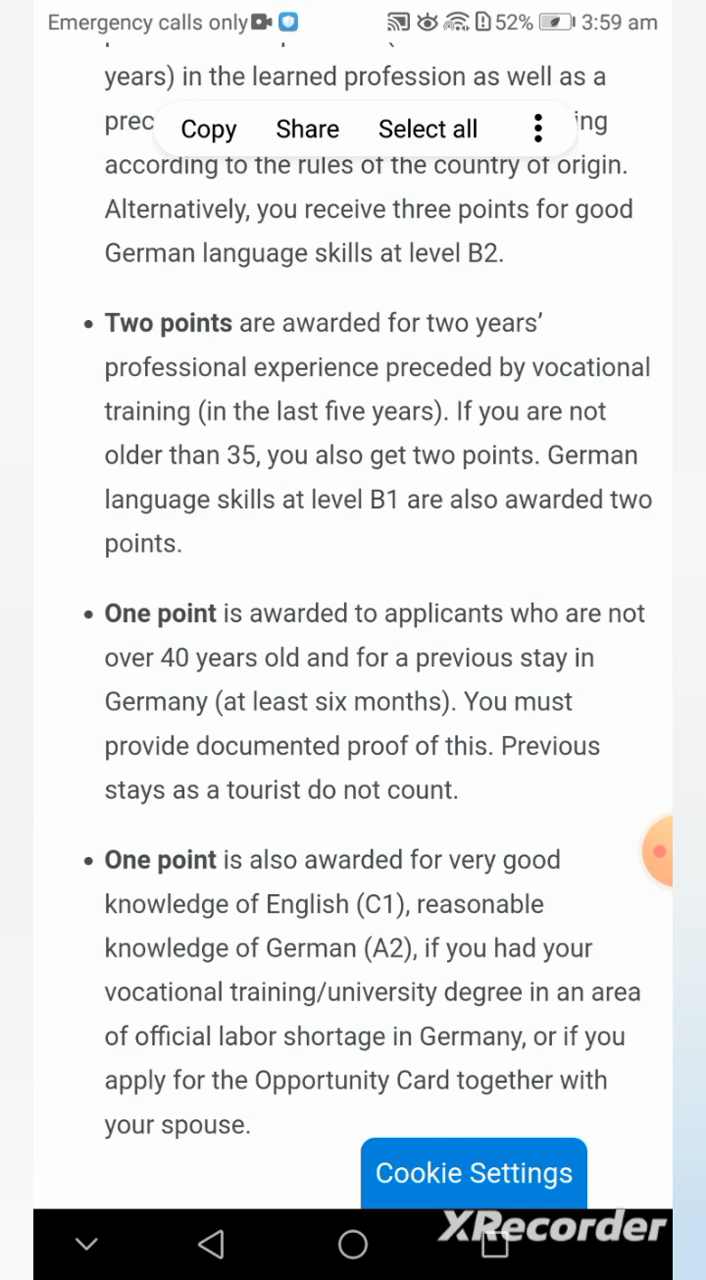 Emergency calls only 52% 3:59 am
years) in the learned profession as well as a
prec Copy Share Select all ing
according to the rules of the country of origin.
Alternatively, you receive three points for good
German language skills at level B2.
• Two points are awarded for two years’
professional experience preceded by vocational
training (in the last five years). If you are not
older than 35, you also get two points. German
language skills at level B1 are also awarded two
points.
• One point is awarded to applicants who are not
over 40 years old and for a previous stay in
Germany (at least six months). You must
provide documented proof of this. Previous
stays as a tourist do not count.
• One point is also awarded for very good
knowledge of English (C1), reasonable
knowledge of German (A2), if you had your
vocational training/university degree in an area
of official labor shortage in Germany, or if you
apply for the Opportunity Card together with
your spouse.
Cookie Settings
XRecorder